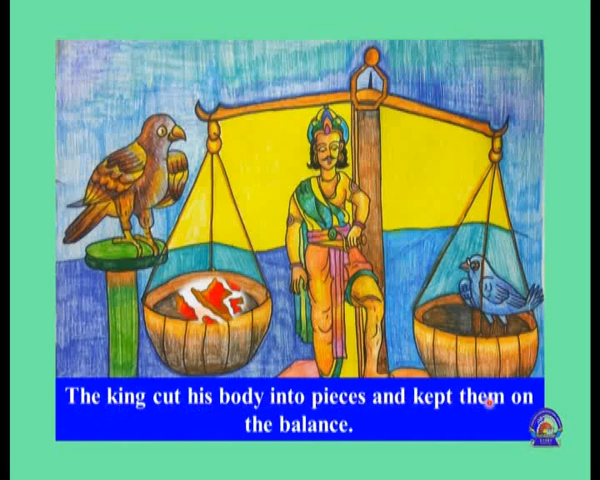 The king cut his body into pieces and kept them on
the balance.